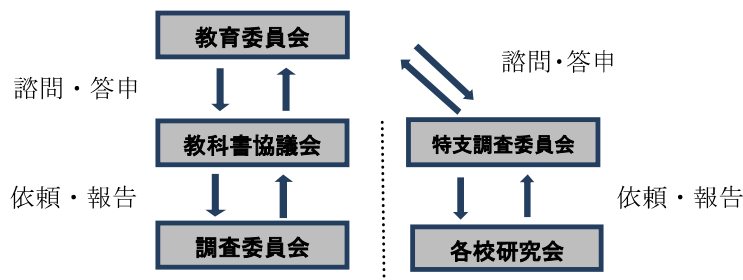 教育委員会
諮問・答申
諮問・答申
教科書協議会
特支調査委員会
依頼・報告
依頼・報告
調査委員会
各校研究会